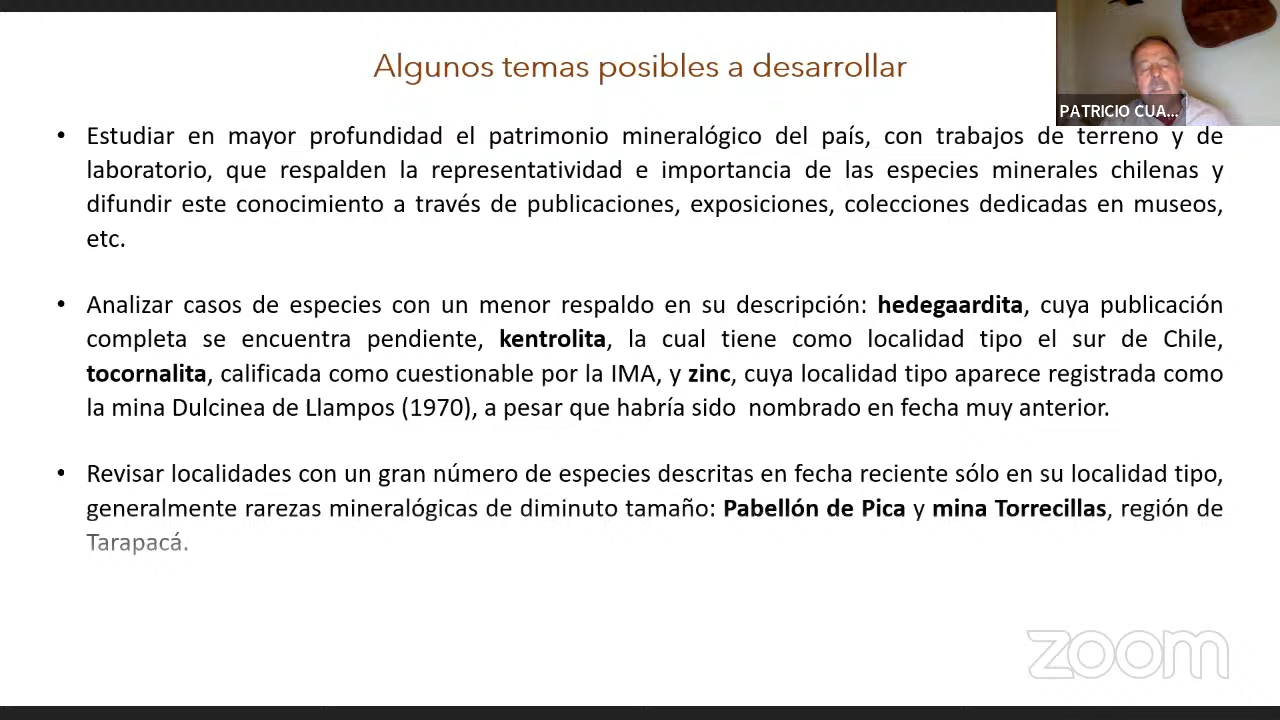 Algunos temas posibles a desarrollar
PATRICIO CUA...
• Estudiar en mayor profundidad el patrimonio mineralógico del país, con trabajos de terreno y de
laboratorio, que respalden la representatividad e importancia de las especies minerales chilenas y
difundir este conocimiento a través de publicaciones, exposiciones, colecciones dedicadas en museos,
etc.
• Analizar casos de especies con un menor respaldo en su descripción: hedegaardita, cuya publicación
completa se encuentra pendiente, kentrolita, la cual tiene como localidad tipo el sur de Chile,
tocornalita, calificada como cuestionable por la IMA, y zinc, cuya localidad tipo aparece registrada como
la mina Dulcinea de Llampos (1970), a pesar que habría sido nombrado en fecha muy anterior.
• Revisar localidades con un gran número de especies descritas en fecha reciente sólo en su localidad tipo,
generalmente rarezas mineralógicas de diminuto tamaño: Pabellón de Pica y mina Torrecillas, región de
Tarapacá.
zoom